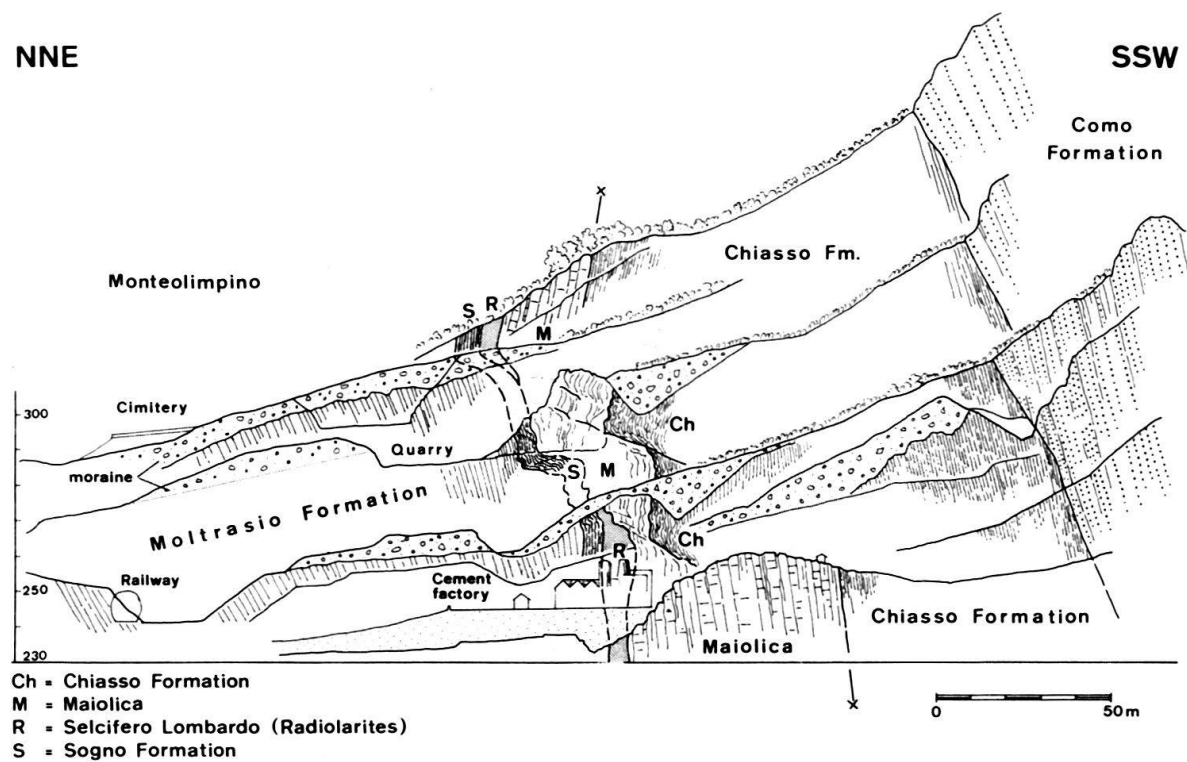 NNE
SSW
Como
Formation
x
Chiasso Fm.
Monteolimpino
S R
M
300
Cimitery
Ch
Quarry
moraine
S M
Moltrasio Formation
Ch
R
Railway
Cement
factory
250
Chiasso Formation
Maiolica
230
Ch = Chiasso Formation
M = Maiolica
R = Selcifero Lombardo (Radiolarites)
S = Sogno Formation
x
0 50m